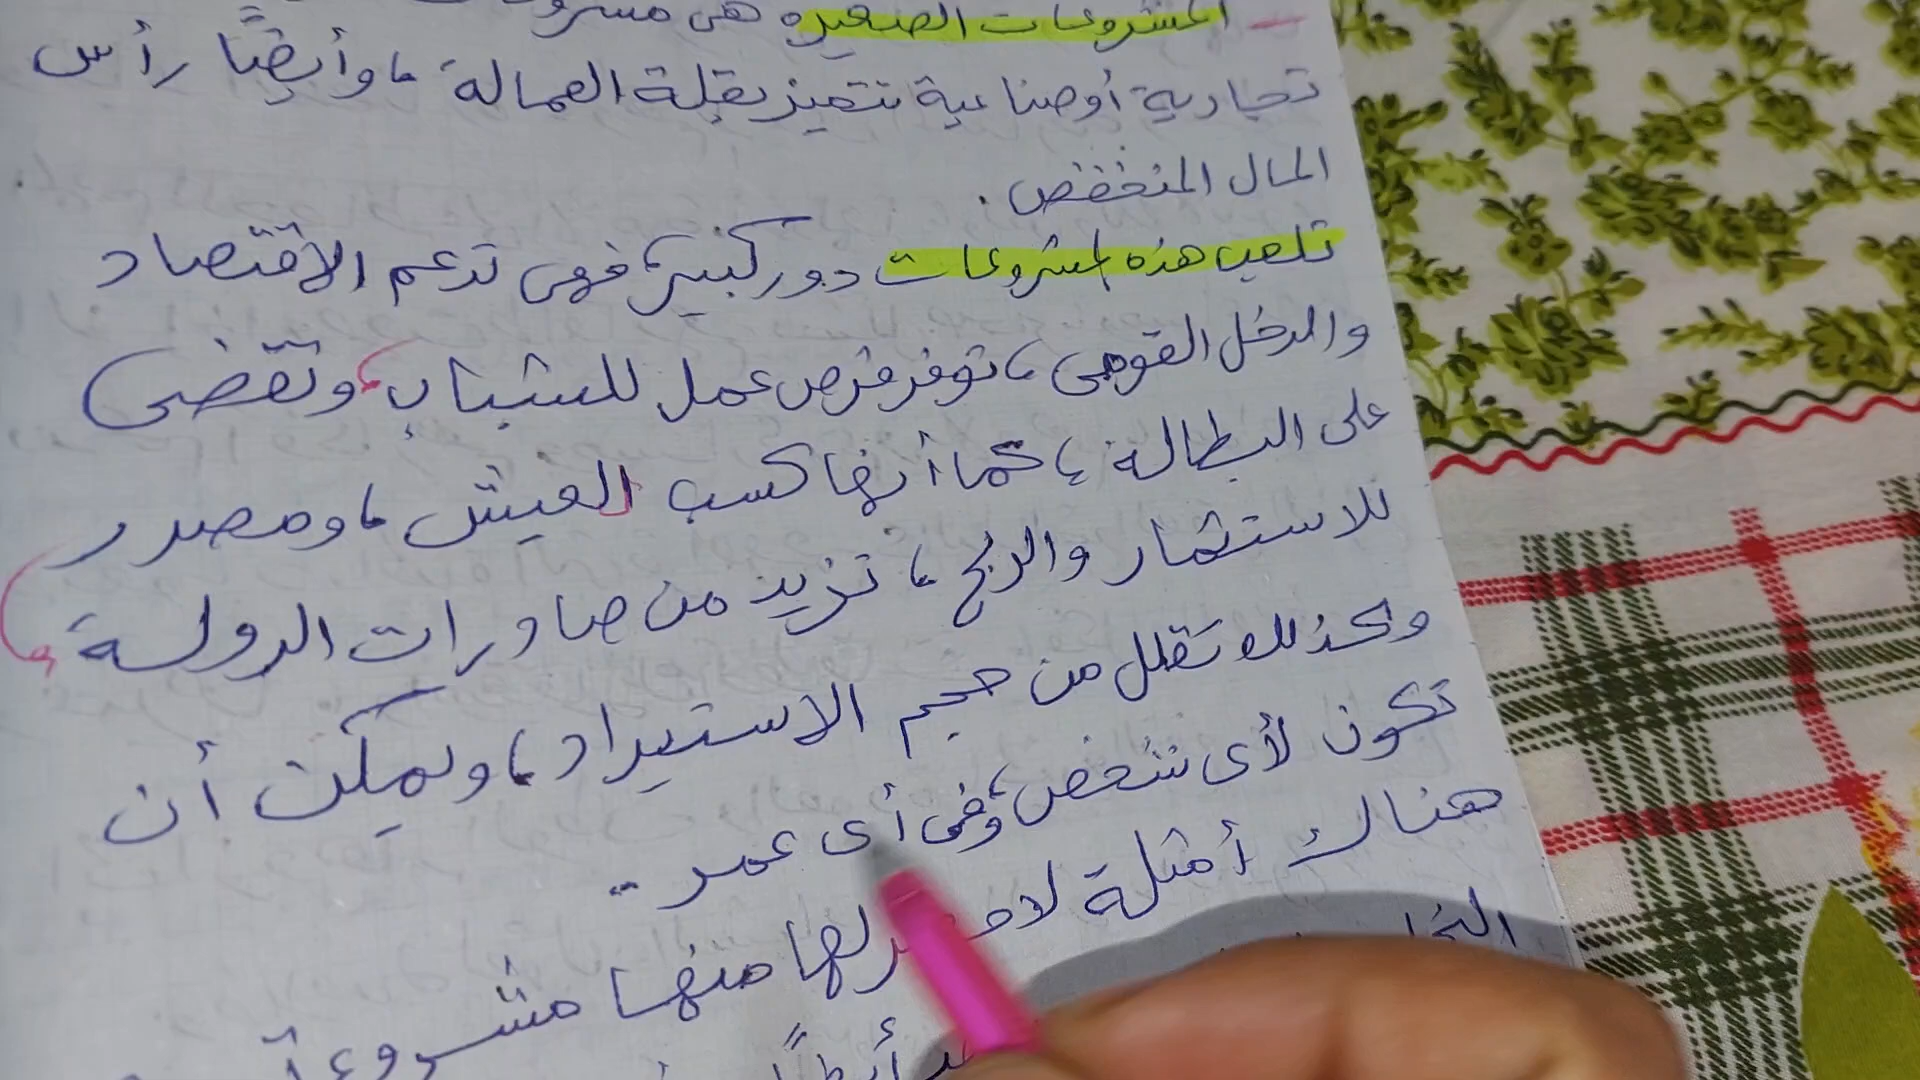 المشروعات الصغيرة هى مشروعات
تجارية أو صناعية تتميز بقلة العمالة، وأيضًا رأس
المال المنخفض.
تلعب هذه المشروعات دور كبير، فهى تدعم الاقتصاد
والدخل القومى، توفر فرص عمل للشباب، وتقضى
على البطالة، كما أنها كسب العيش، ومصدر
للاستثمار والربح، تزيد من صاورات الدولة،
وكذلك تقلل من حجم الاستيراد، ويمكن أن
تكون لأى شخص، وفى أى عمر..
هناك أمثلة لا لها منها مشروع
أيضًا